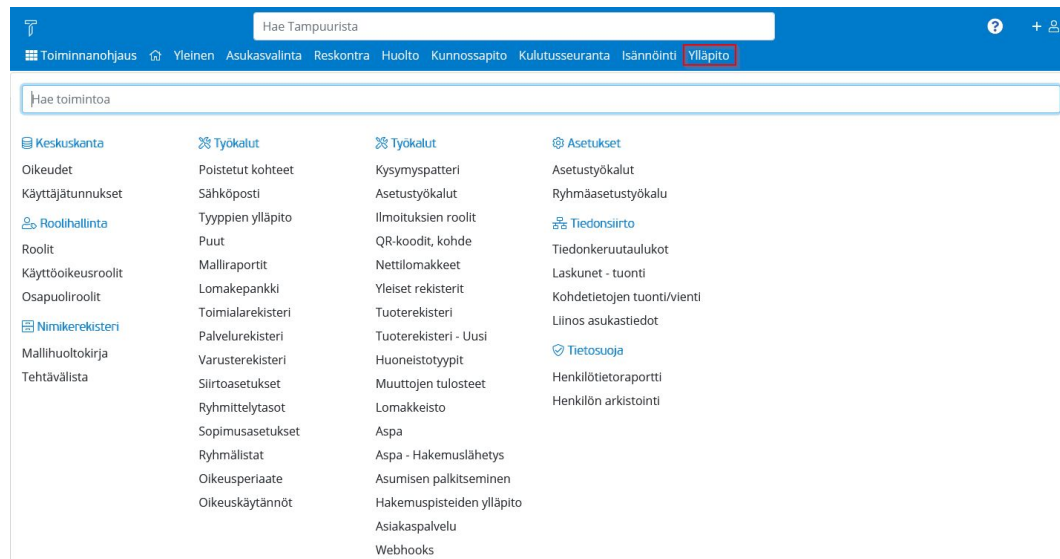 Hae Tampuurista
Toiminnanohjaus Yleinen Asukasvalinta Reskontra Huolto Kunnossapito Kulutusseuranta Isännöinti Ylläpito
Hae toimintoa
Keskuskanta
Oikeudet
Käyttäjätunnukset
Roolihallinta
Roolit
Käyttöoikeusroolit
Osapuoliroolit
Nimikerekisteri
Mallihuoltokirja
Tehtävälista
Työkalut
Poistetut kohteet
Sähköposti
Tyyppien ylläpito
Puut
Malliraportit
Lomakepankki
Toimialarekisteri
Palvelurekisteri
Varusterekisteri
Siirtoasetukset
Ryhmittelytasot
Sopimusasetukset
Ryhmälistat
Oikeusperiaate
Oikeuskäytännöt
Työkalut
Kysymyspatteri
Asetustyökalut
Ilmoituksien roolit
QR-koodit, kohde
Nettilomakkeet
Yleiset rekisterit
Tuoterekisteri
Tuoterekisteri - Uusi
Huoneistotyypit
Muuttojen tulosteet
Lomakkeisto
Aspa
Aspa - Hakemuslähetys
Asumisen palkitseminen
Hakemuspisteiden ylläpito
Asiakaspalvelu
Webhooks
Asetukset
Asetustyökalut
Ryhmäasetustyökalu
Tiedonsiirto
Tiedonkeruutaulukot
Laskunet - tuonti
Kohdetietojen tuonti/vienti
Liinos asukastiedot
Tietosuoja
Henkilötietoraportti
Henkilön arkistointi